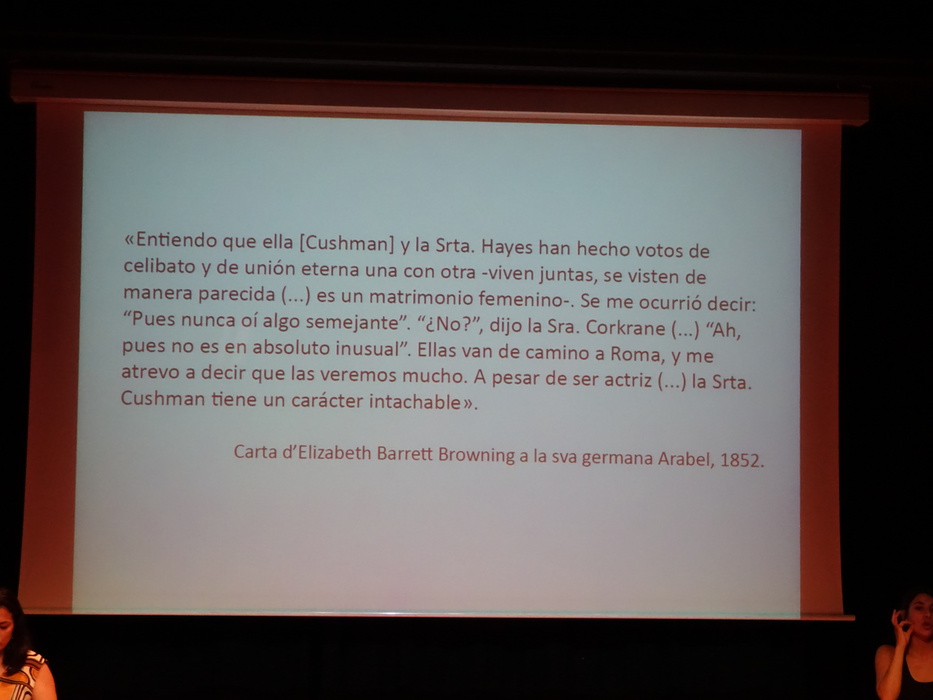 «Entiendo que ella [Cushman] y la Srta. Hayes han hecho votos de
celibato y de unión eterna una con otra -viven juntas, se visten de
manera parecida (...) es un matrimonio femenino-. Se me ocurrió decir:
“Pues nunca oí algo semejante”. “¿No?”, dijo la Sra. Corkrane (...) “Ah,
pues no es en absoluto inusual”. Ellas van de camino a Roma, y me
atrevo a decir que las veremos mucho. A pesar de ser actriz (...) la Srta.
Cushman tiene un carácter intachable».
Carta d’Elizabeth Barrett Browning a la sva germana Arabel, 1852.